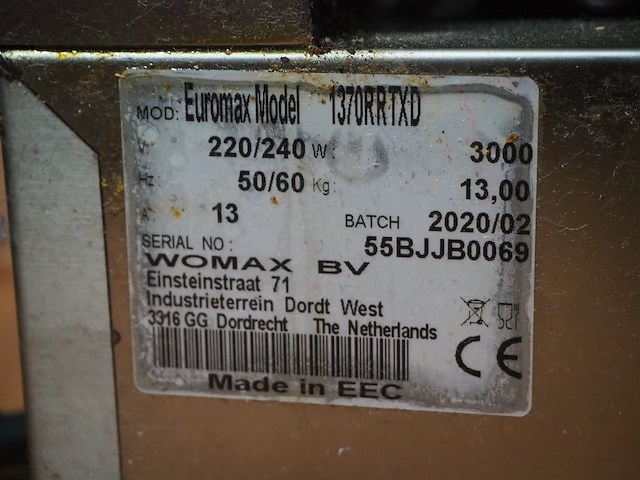 MOD: Euromax Model 1370RRTXD
V: 220/240 W: 3000
Hz 50/60 Kg: 13,00
A: 13 BATCH 2020/02
SERIAL NO: 55BJJB0069
WOMAX BV
Einsteinstraat 71
Industrieterrein Dordt West
3316 GG Dordrecht The Netherlands
CE
Made in EEC